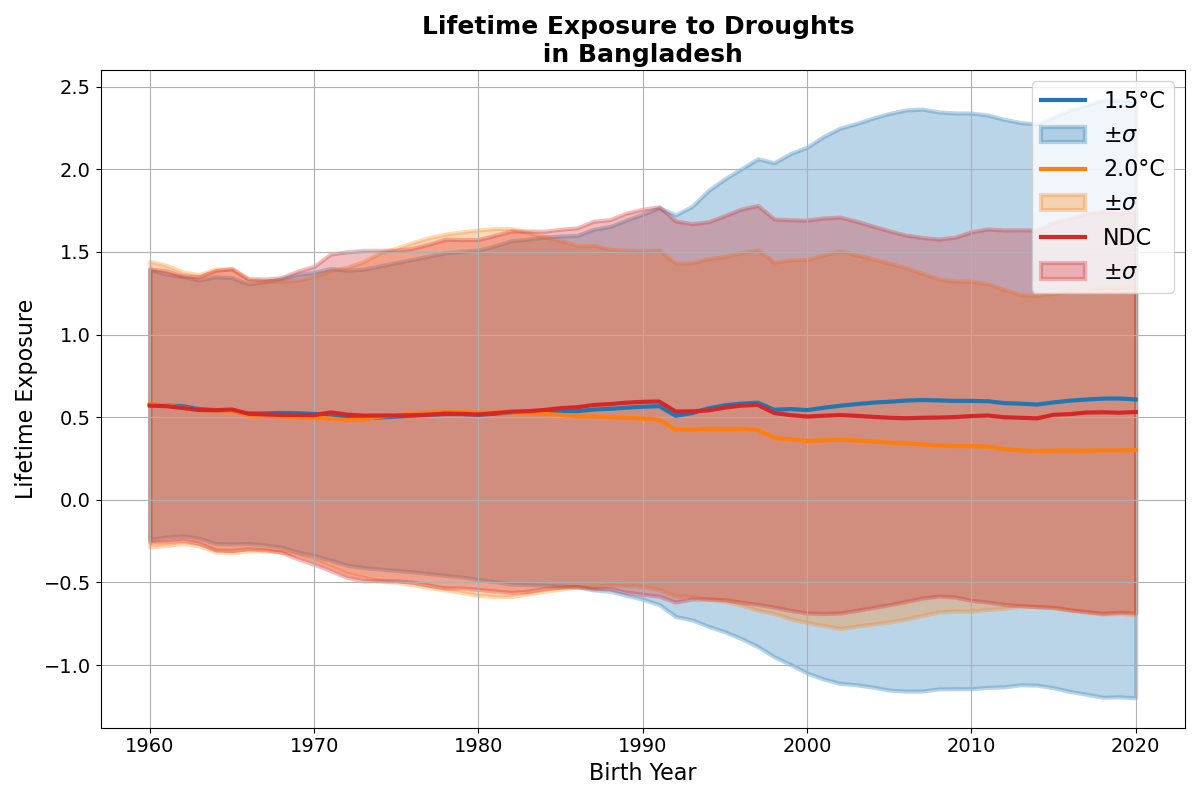 Lifetime Exposure to Droughts
in Bangladesh
2.5
2.0
1.5
1.0
0.5
0.0
−0.5
−1.0
Lifetime Exposure
1.5°C
±σ
2.0°C
±σ
NDC
±σ
1960 1970 1980 1990 2000 2010 2020
Birth Year